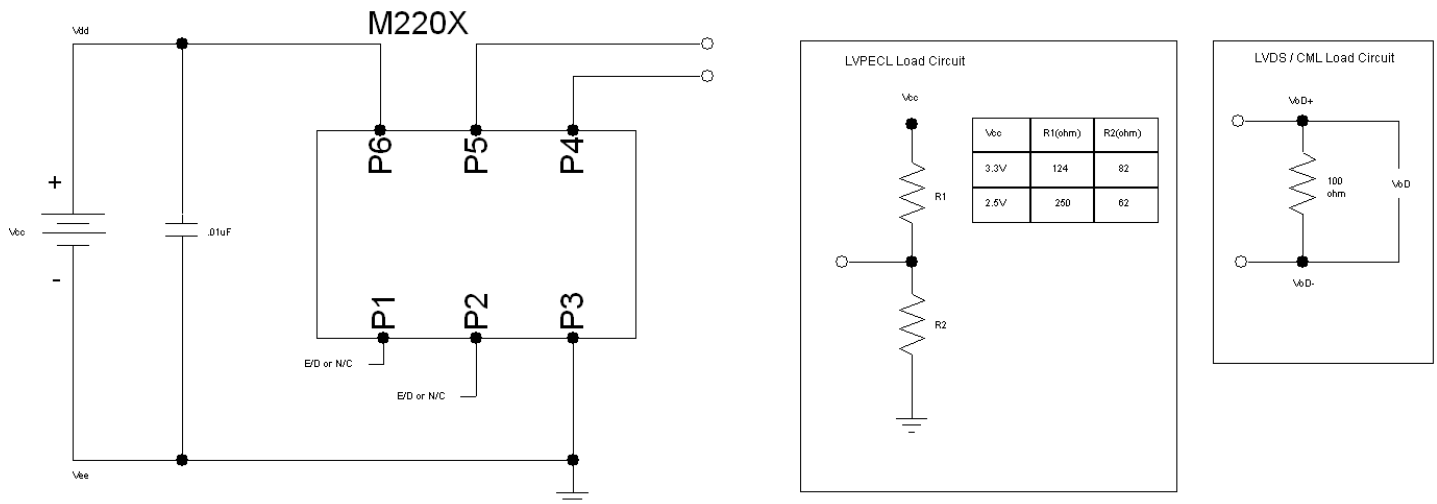 Vdd
M220X
P6
P5
P4
+
Vcc
-
.01uF
P1
P2
P3
E/D or N/C
E/D or N/C
Vee
LVPECL Load Circuit
Vcc
R1
R2
Vcc R1(ohm) R2(ohm)
3.3V 124 82
2.5V 250 62
LVDS / CML Load Circuit
VoD+
100
ohm
VoD
VoD-